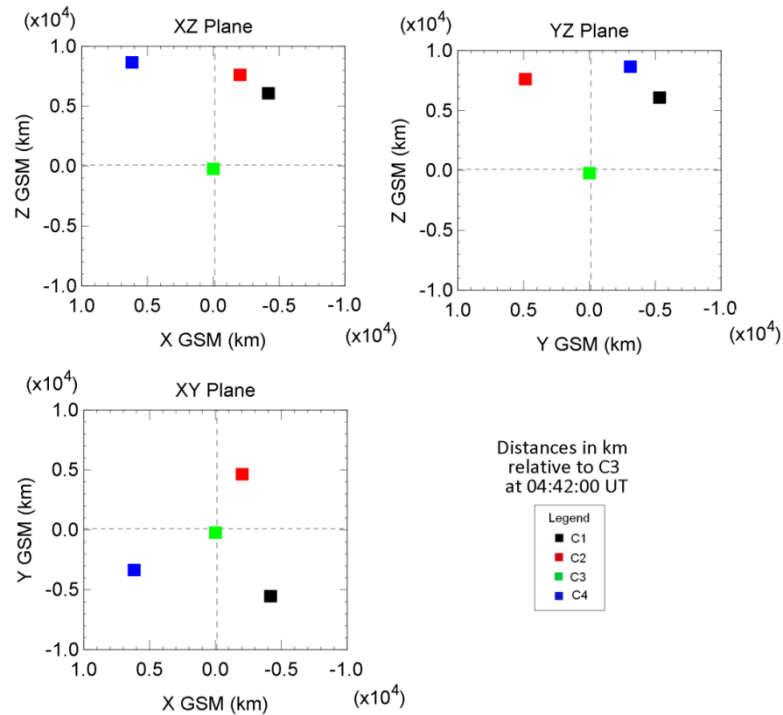 (x10⁴)
XZ Plane
1.0
0.5
0.0
-0.5
-1.0
Z GSM (km)
1.0 0.5 0.0 -0.5 -1.0
X GSM (km)
(x10⁴)
(x10⁴)
YZ Plane
1.0
0.5
0.0
-0.5
-1.0
Z GSM (km)
1.0 0.5 0.0 -0.5 -1.0
Y GSM (km)
(x10⁴)
(x10⁴)
XY Plane
1.0
0.5
0.0
-0.5
-1.0
Y GSM (km)
1.0 0.5 0.0 -0.5 -1.0
X GSM (km)
(x10⁴)
Distances in km
relative to C3
at 04:42:00 UT
Legend
C1
C2
C3
C4